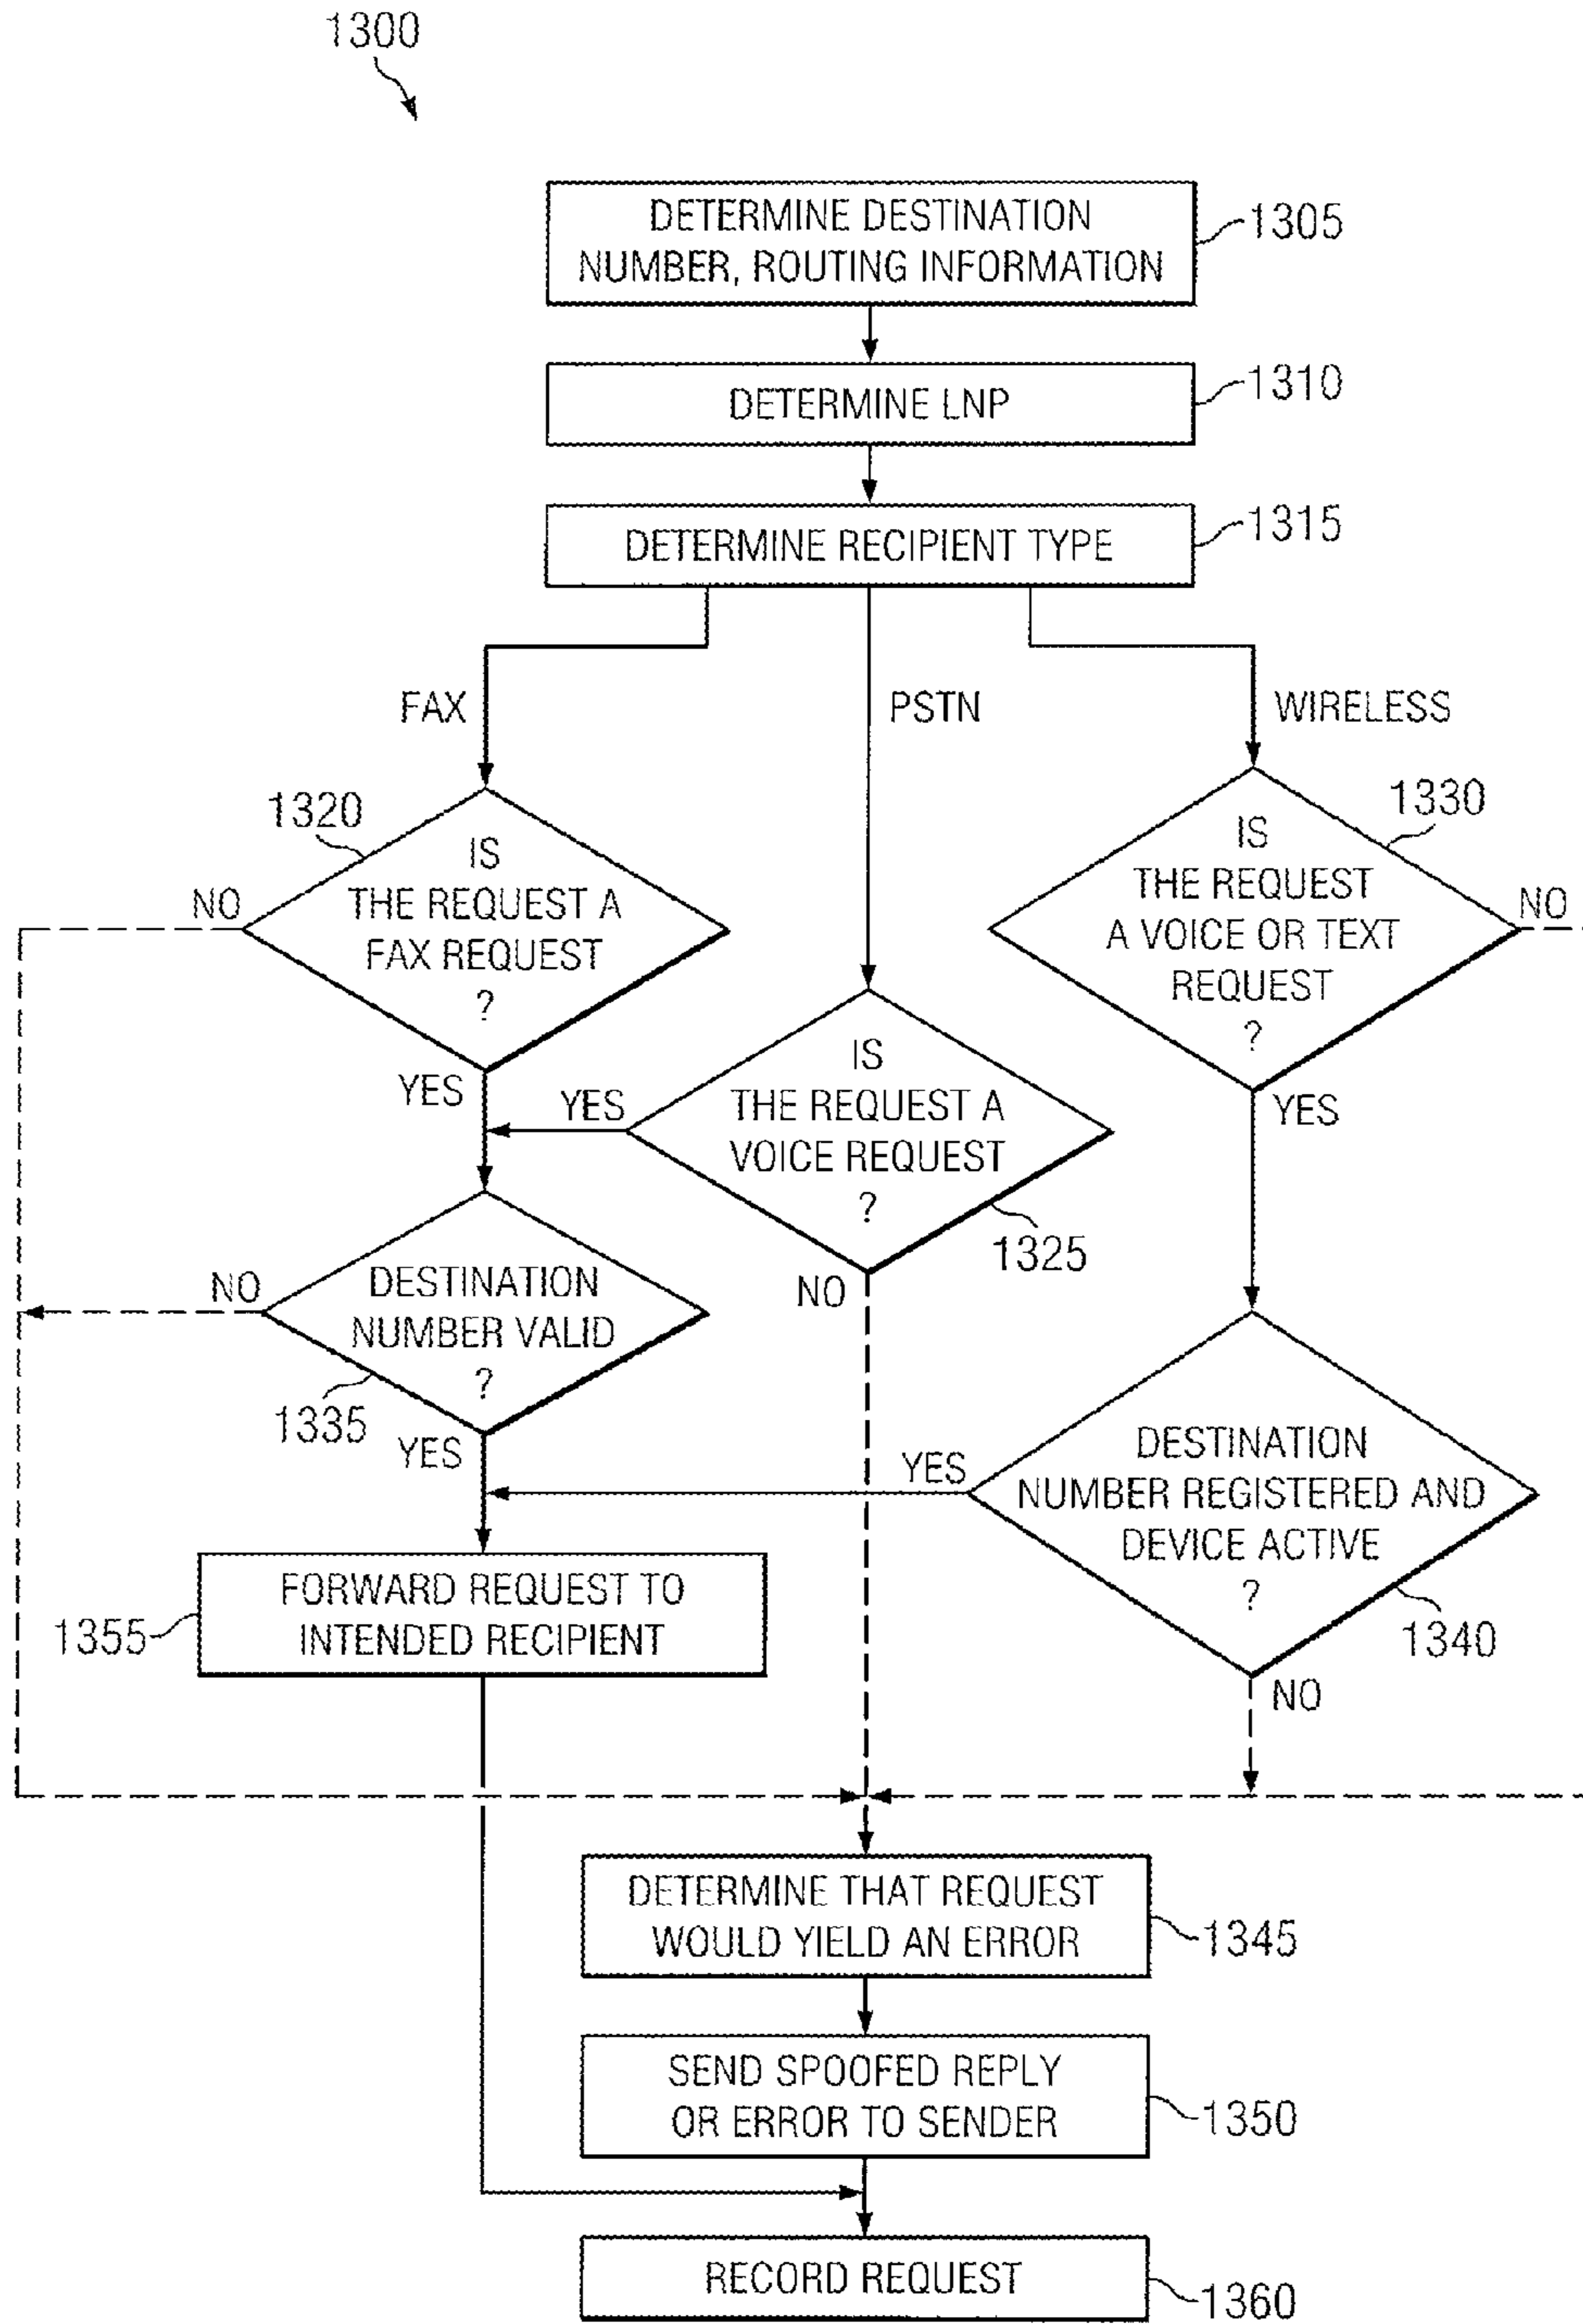 1300
DETERMINE DESTINATION
NUMBER, ROUTING INFORMATION
1305
DETERMINE LNP
1310
DETERMINE RECIPIENT TYPE
1315
FAX
PSTN
WIRELESS
1320
IS
THE REQUEST A
FAX REQUEST
?
NO
YES
1330
IS
THE REQUEST
A VOICE OR TEXT
REQUEST
?
NO
YES
IS
THE REQUEST A
VOICE REQUEST
?
YES
1325
NO
DESTINATION
NUMBER VALID
?
NO
1335
YES
DESTINATION
NUMBER REGISTERED AND
DEVICE ACTIVE
?
YES
1340
NO
FORWARD REQUEST TO
INTENDED RECIPIENT
1355
DETERMINE THAT REQUEST
WOULD YIELD AN ERROR
1345
SEND SPOOFED REPLY
OR ERROR TO SENDER
1350
RECORD REQUEST
1360